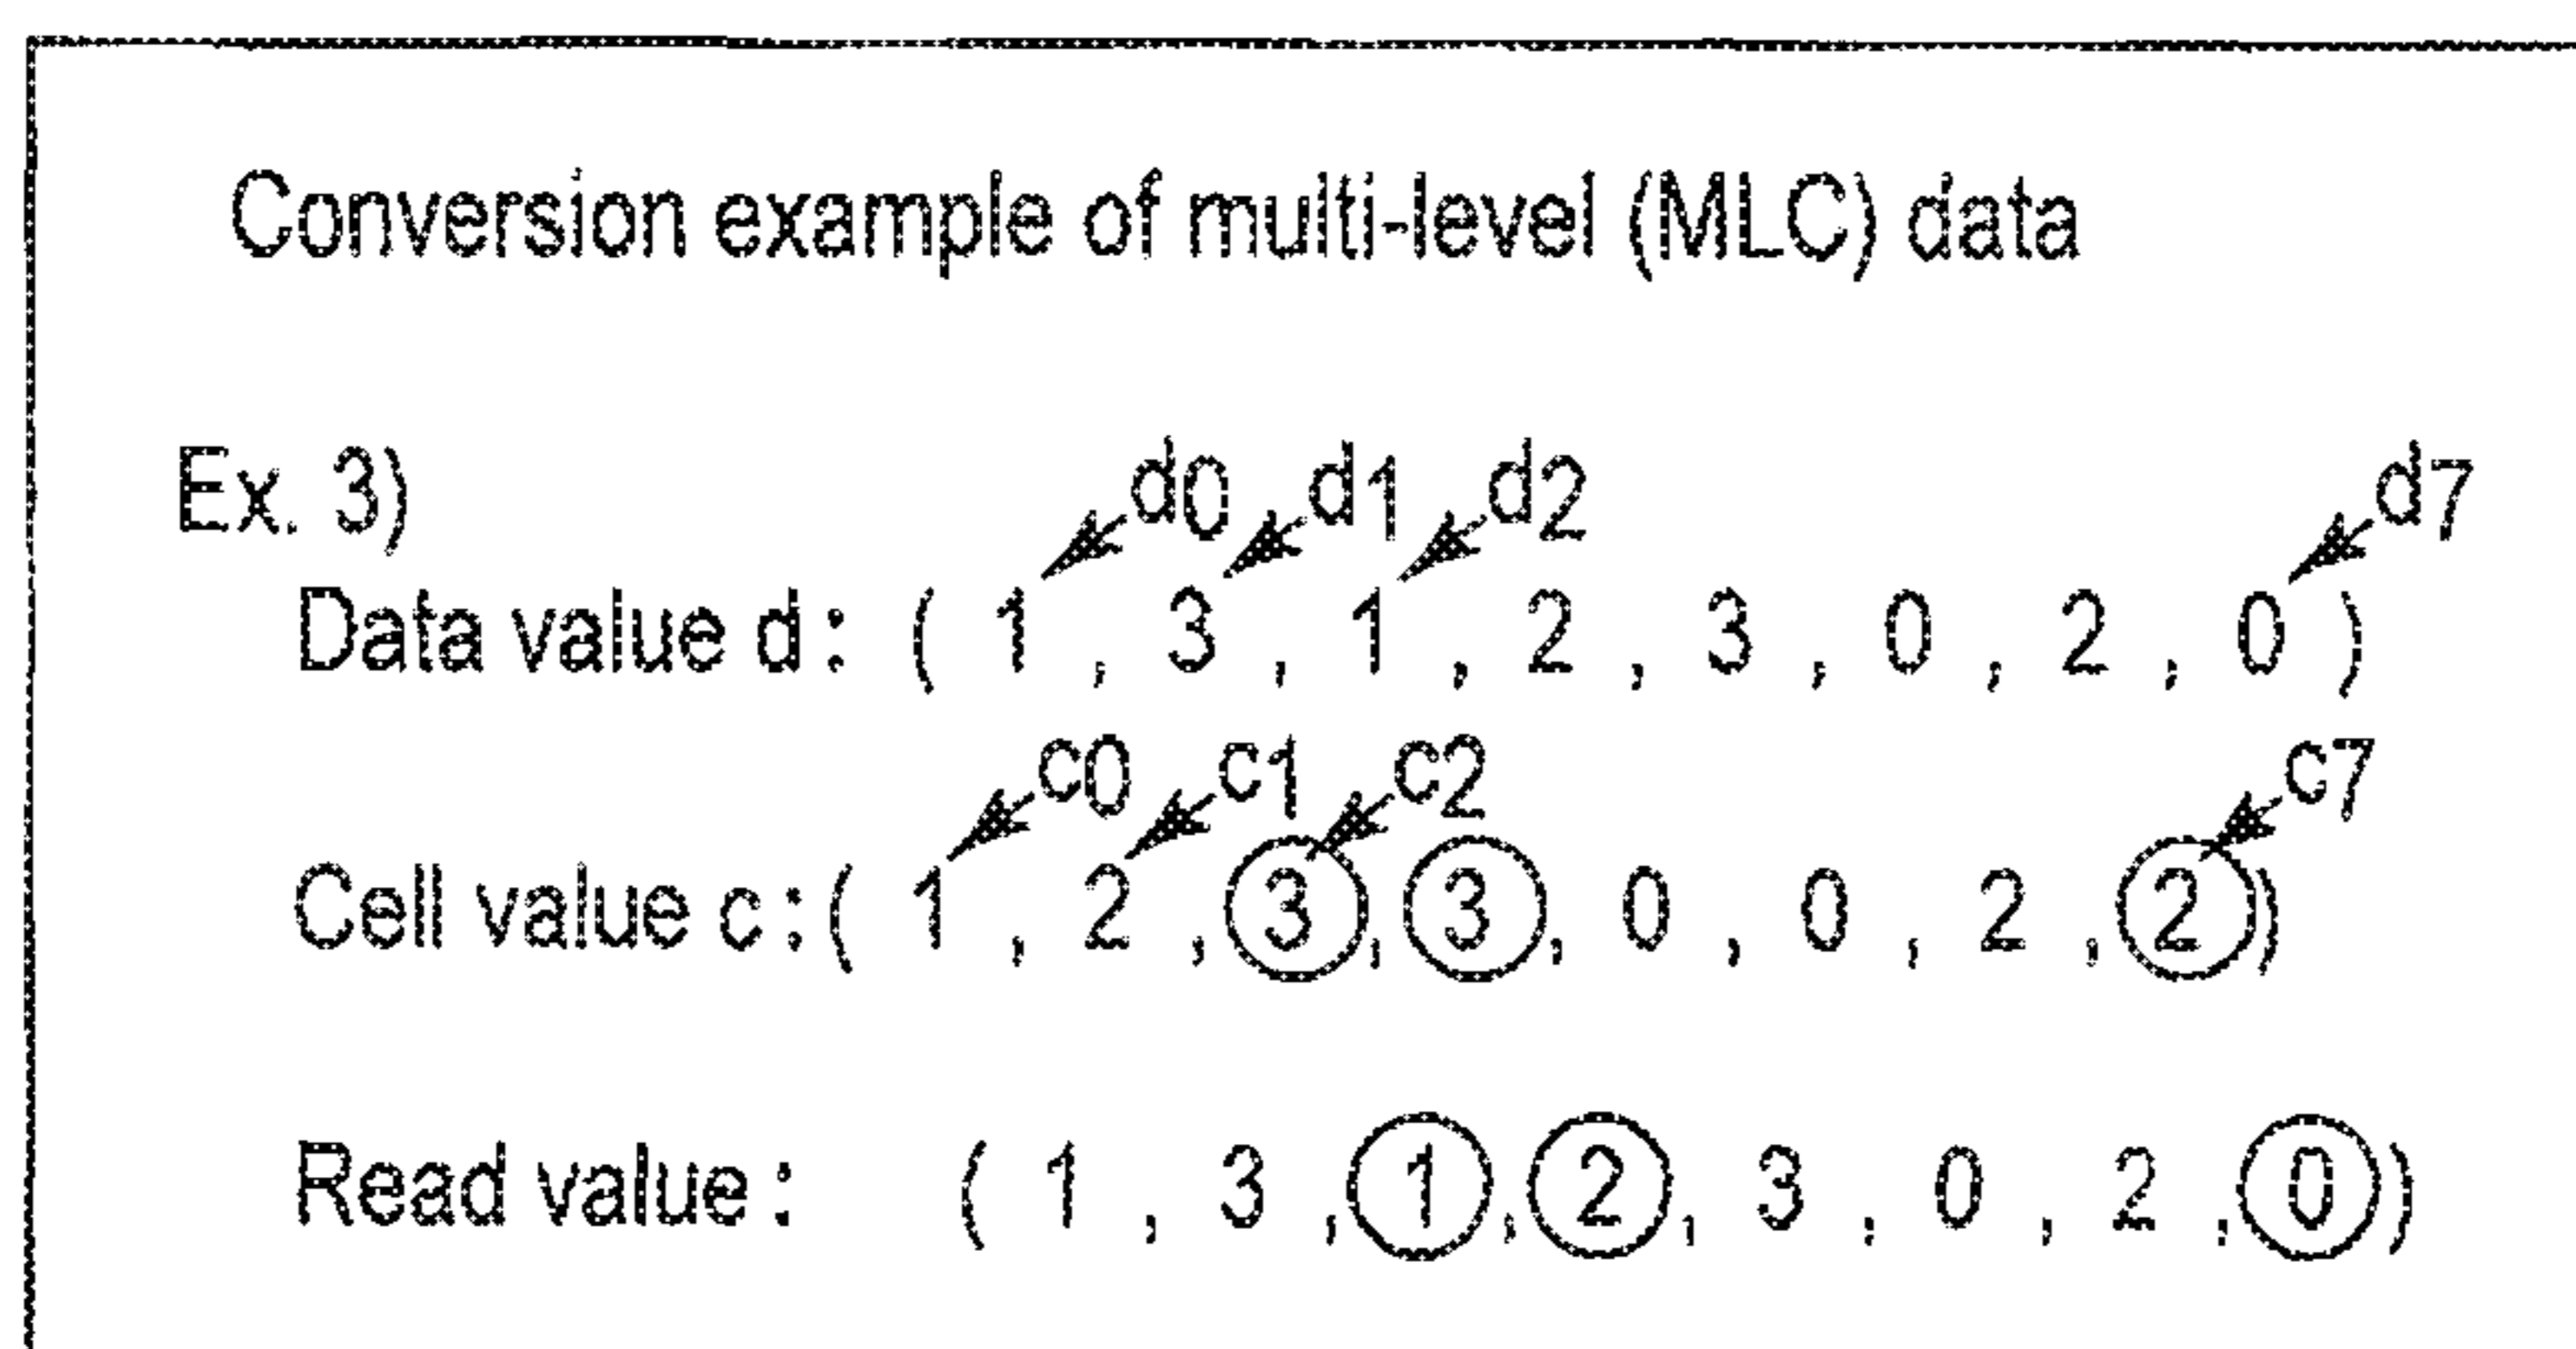 Conversion example of multi-level (MLC) data
Ex. 3) d0 d1 d2 d7
Data value d : ( 1 , 3 , 1 , 2 , 3 , 0 , 2 , 0 )
c0 c1 c2 c7
Cell value c : ( 1 , 2 , 3 , 3 , 0 , 0 , 2 , 2 )
Read value : ( 1 , 3 , 1 , 2 , 3 , 0 , 2 , 0 )